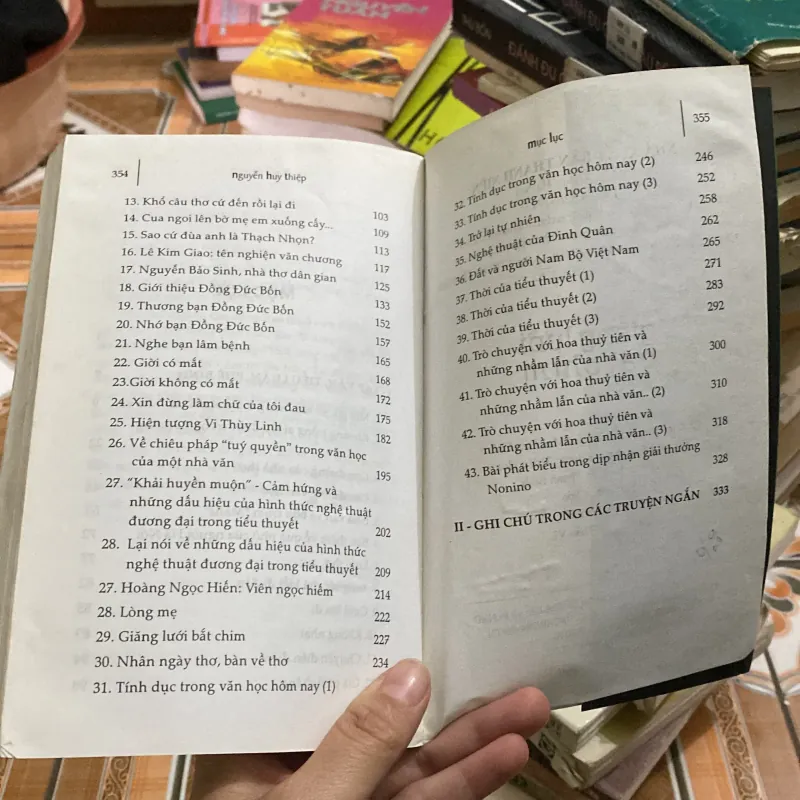 354
nguyễn huy thiệp
13. Khổ câu thơ cứ đến rồi lại đi 103
14. Cua ngoi lên bờ mẹ em xuống cấy... 109
15. Sao cứ đùa anh là Thạch Nhọn? 113
16. Lê Kim Giao: tên nghiện văn chương 117
17. Nguyễn Bảo Sinh, nhà thơ dân gian 125
18. Giới thiệu Đồng Đức Bốn 133
19. Thương bạn Đồng Đức Bốn 152
20. Nhớ bạn Đồng Đức Bốn 157
21. Nghe bạn lâm bệnh 165
22. Giời có mắt 168
23.Giời không có mắt 172
24. Xin đừng làm chữ của tôi đau 175
25. Hiện tượng Vi Thùy Linh 182
26. Về chiêu pháp “tuý quyền” trong văn học
của một nhà văn 195
27. “Khải huyền muộn” - Cảm hứng và
những dấu hiệu của hình thức nghệ thuật
đương đại trong tiểu thuyết 202
28. Lại nói về những dấu hiệu của hình thức
nghệ thuật đương đại trong tiểu thuyết 209
27. Hoàng Ngọc Hiến: Viên ngọc hiếm 214
28. Lòng mẹ 222
29. Giăng lưới bắt chim 227
30. Nhân ngày thơ, bàn về thơ 234
31. Tính dục trong văn học hôm nay (1)
mục lục
355
32. Tính dục trong văn học hôm nay (2) 246
33. Tính dục trong văn học hôm nay (3) 252
34. Trở lại tự nhiên 258
35. Nghệ thuật của Đinh Quân 262
36. Đất và người Nam Bộ Việt Nam 265
37. Thời của tiểu thuyết (1) 271
38. Thời của tiểu thuyết (2) 283
39. Thời của tiểu thuyết (3) 292
40. Trò chuyện với hoa thuỷ tiên và
những nhầm lẫn của nhà văn (1) 300
41. Trò chuyện với hoa thuỷ tiên và
những nhầm lẫn của nhà văn.. (2) 310
42. Trò chuyện với hoa thuỷ tiên và
những nhầm lẫn của nhà văn.. (3) 318
43. Bài phát biểu trong dịp nhận giải thưởng
Nonino 328
II - GHI CHÚ TRONG CÁC TRUYỆN NGẮN 333